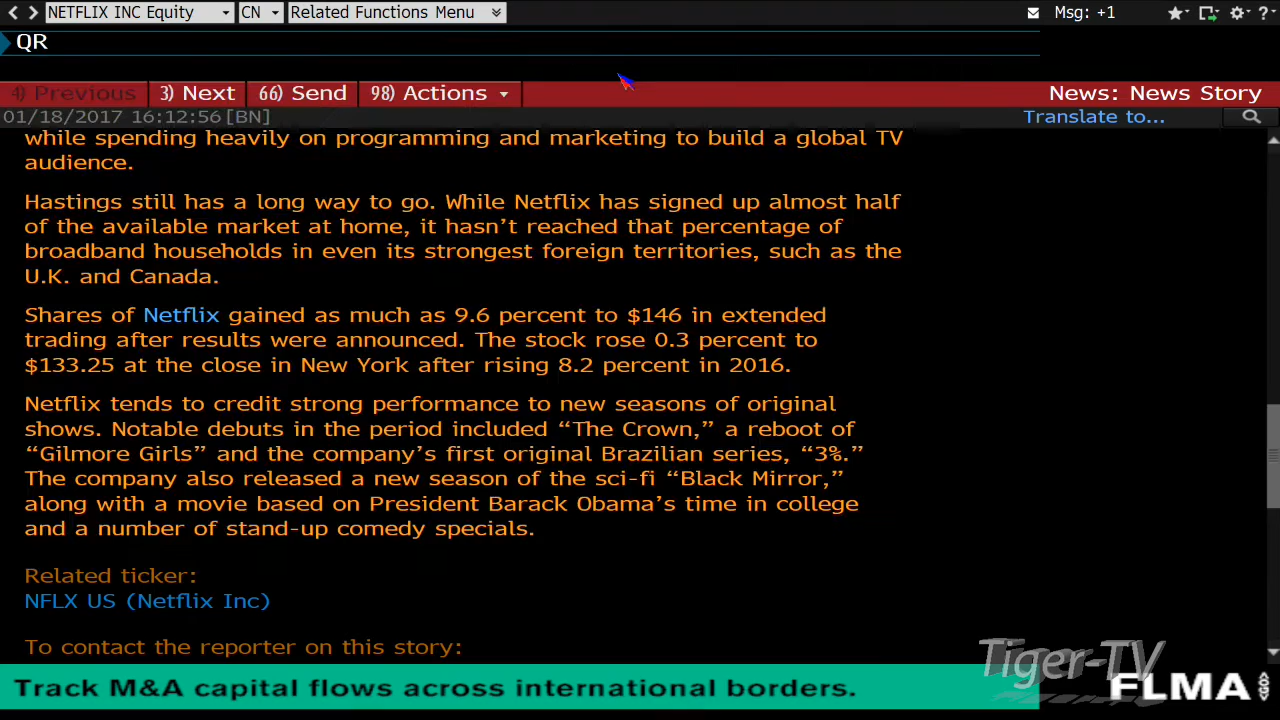 NETFLIX INC Equity CN Related Functions Menu Msg: +1 ?
QR
4) Previous 3) Next 66) Send 98) Actions News: News Story
01/18/2017 16:12:56[BN] Translate to...
while spending heavily on programming and marketing to build a global TV
audience.
Hastings still has a long way to go. While Netflix has signed up almost half
of the available market at home, it hasn't reached that percentage of
broadband households in even its strongest foreign territories, such as the
U.K. and Canada.
Shares of Netflix gained as much as 9.6 percent to $146 in extended
trading after results were announced. The stock rose 0.3 percent to
$133.25 at the close in New York after rising 8.2 percent in 2016.
Netflix tends to credit strong performance to new seasons of original
shows. Notable debuts in the period included “The Crown,” a reboot of
“Gilmore Girls” and the company's first original Brazilian series, “3%.”
The company also released a new season of the sci-fi “Black Mirror,”
along with a movie based on President Barack Obama's time in college
and a number of stand-up comedy specials.
Related ticker:
NFLX US (Netflix Inc)
To contact the reporter on this story:
Tiger-TV
Track M&A capital flows across international borders. FLMA